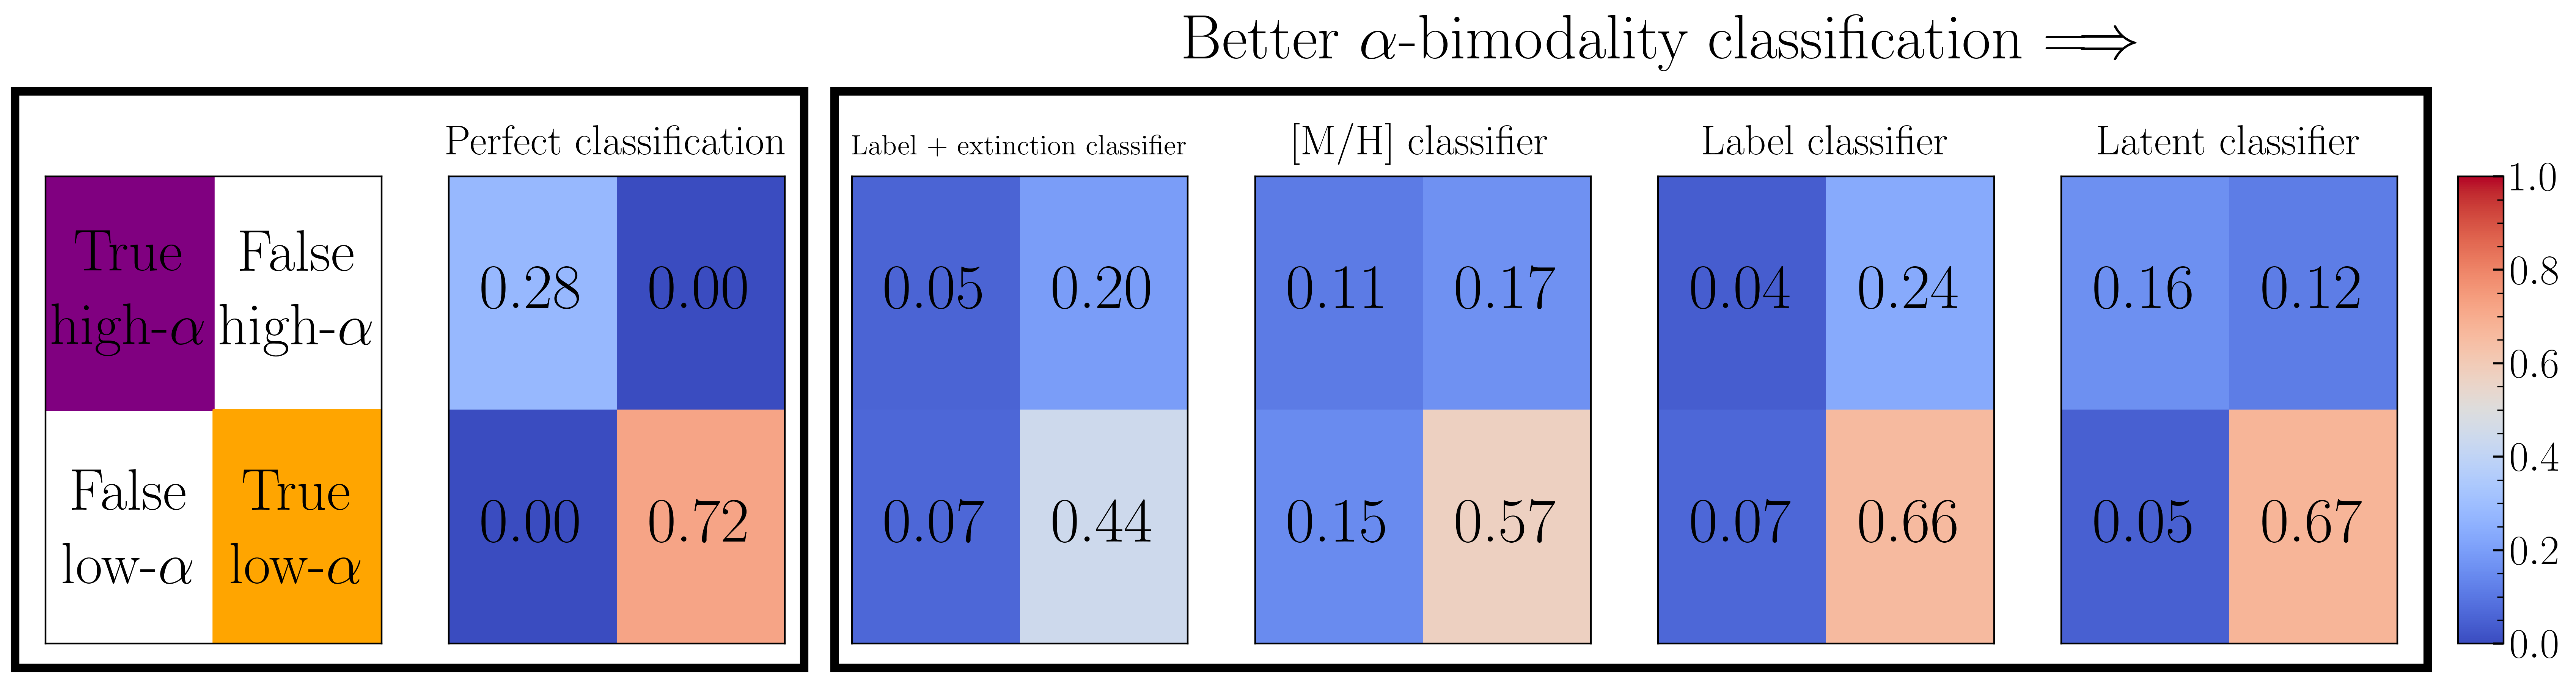 Better α-bimodality classification ⟹
Perfect classification
Label + extinction classifier
[M/H] classifier
Label classifier
Latent classifier
True
high-α
False
high-α
False
low-α
True
low-α
0.28 0.00
0.00 0.72
0.05 0.20
0.07 0.44
0.11 0.17
0.15 0.57
0.04 0.24
0.07 0.66
0.16 0.12
0.05 0.67
1.0
0.8
0.6
0.4
0.2
0.0